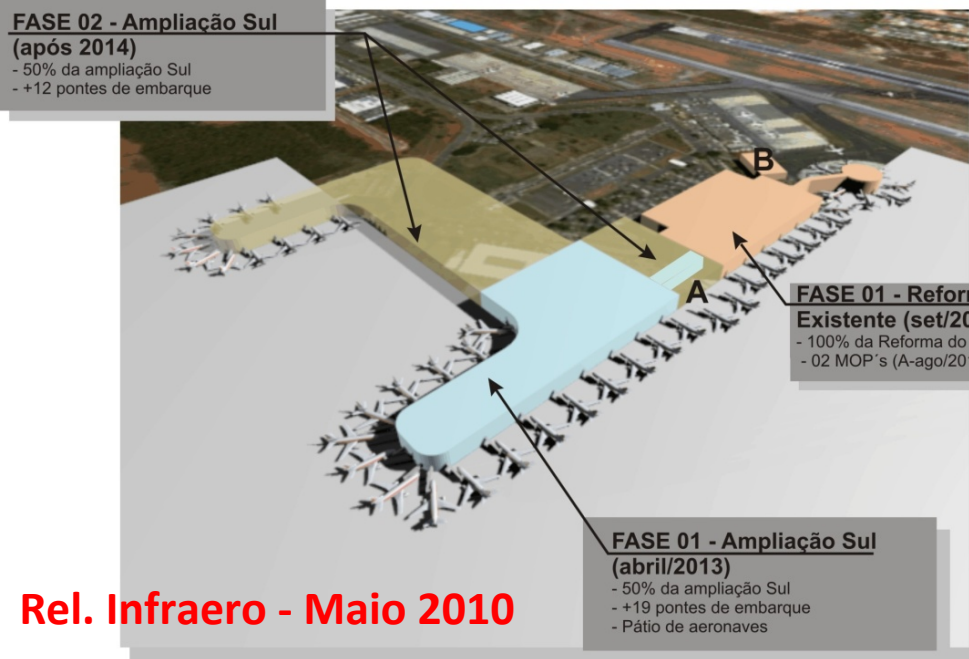 FASE 02 - Ampliação Sul
(após 2014)
- 50% da ampliação Sul
- +12 pontes de embarque
B
A
FASE 01 - Refor
Existente (set/20
- 100% da Reforma do
- 02 MOP´s (A-ago/201
FASE 01 - Ampliação Sul
(abril/2013)
- 50% da ampliação Sul
- +19 pontes de embarque
- Pátio de aeronaves
Rel. Infraero - Maio 2010